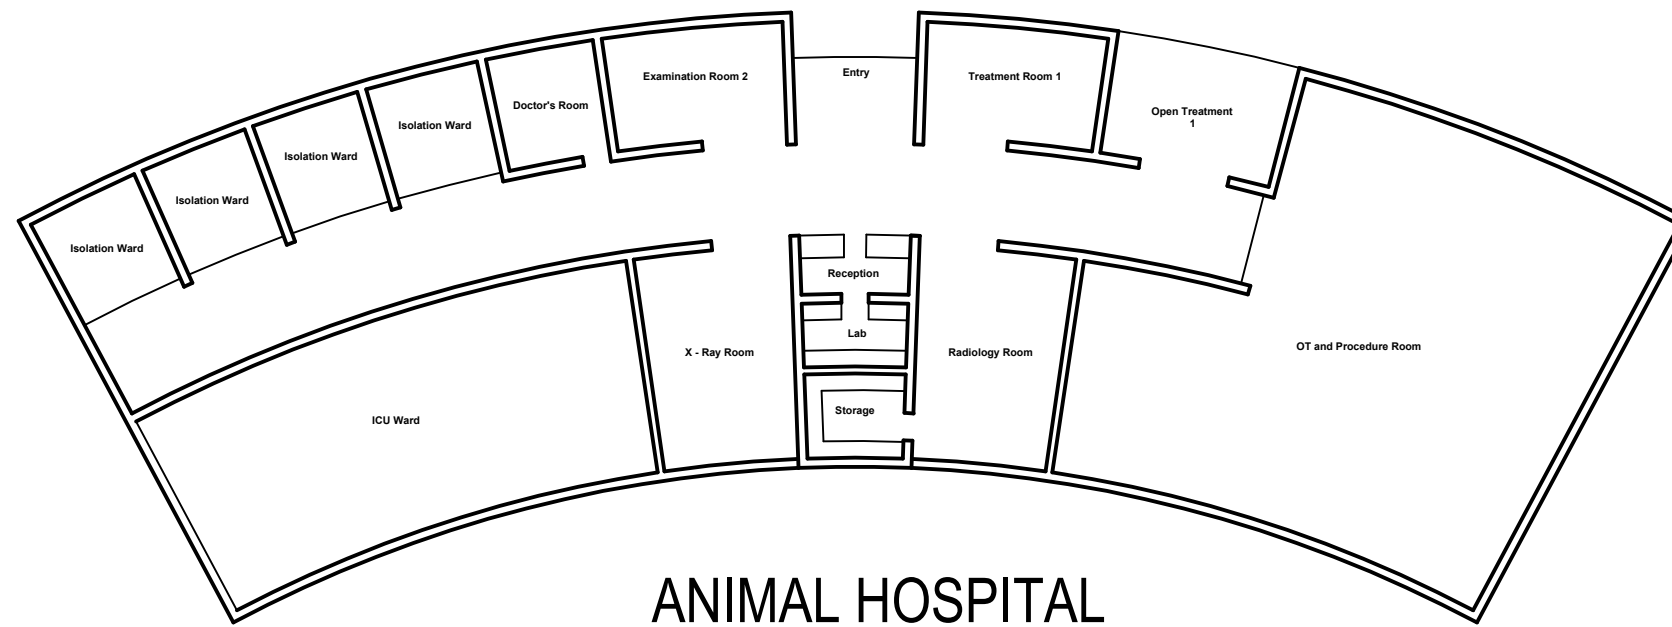 Examination Room 2
Entry
Treatment Room 1
Doctor's Room
Open Treatment
1
Isolation Ward
Isolation Ward
Isolation Ward
Isolation Ward
Reception
Lab
X - Ray Room
Radiology Room
OT and Procedure Room
Storage
ICU Ward
ANIMAL HOSPITAL